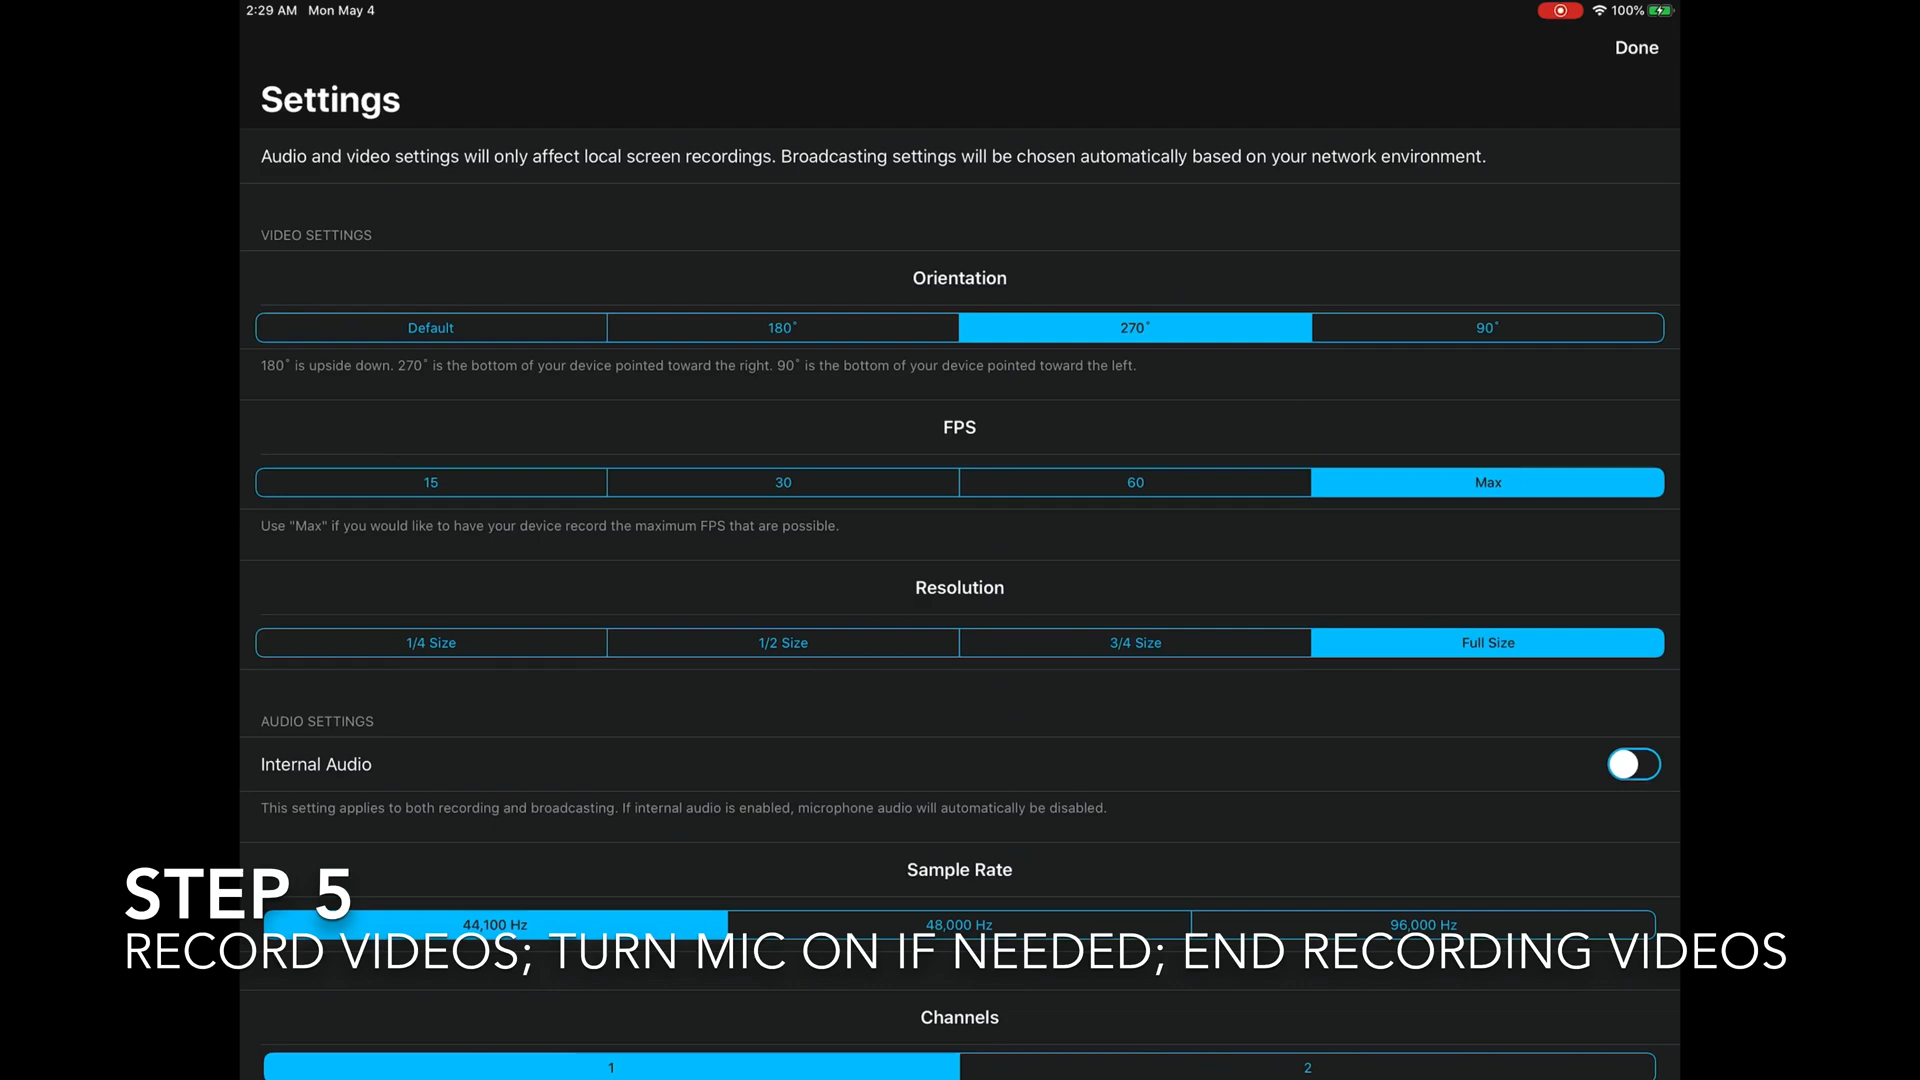 2:29 AM Mon May 4
100%
Done
Settings
Audio and video settings will only affect local screen recordings. Broadcasting settings will be chosen automatically based on your network environment.
VIDEO SETTINGS
Orientation
Default 180° 270° 90°
180° is upside down. 270° is the bottom of your device pointed toward the right. 90° is the bottom of your device pointed toward the left.
FPS
15 30 60 Max
Use "Max" if you would like to have your device record the maximum FPS that are possible.
Resolution
1/4 Size 1/2 Size 3/4 Size Full Size
AUDIO SETTINGS
Internal Audio
This setting applies to both recording and broadcasting. If internal audio is enabled, microphone audio will automatically be disabled.
Sample Rate
STEP 5
44,100 Hz 48,000 Hz 96,000 Hz
RECORD VIDEOS; TURN MIC ON IF NEEDED; END RECORDING VIDEOS
Channels
1 2